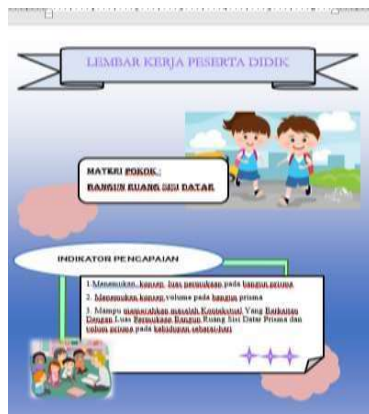 LEMBAR KERJA PESERTA DIDIK
MATERI POKOK :
BANGUN RUANG SISI DATAR
INDIKATOR PENCAPAIAN
1. Menemukan konsep luas permukaan pada bangun prisma
2. Menemukan konsep volume pada bangun prisma
3. Mampu memecahkan masalah Kontekstual Yang Berkaitan
Dengan Luas Permukaan Bangun Ruang Sisi Datar Prisma dan
volum prisma pada kehidupan sehari-hari